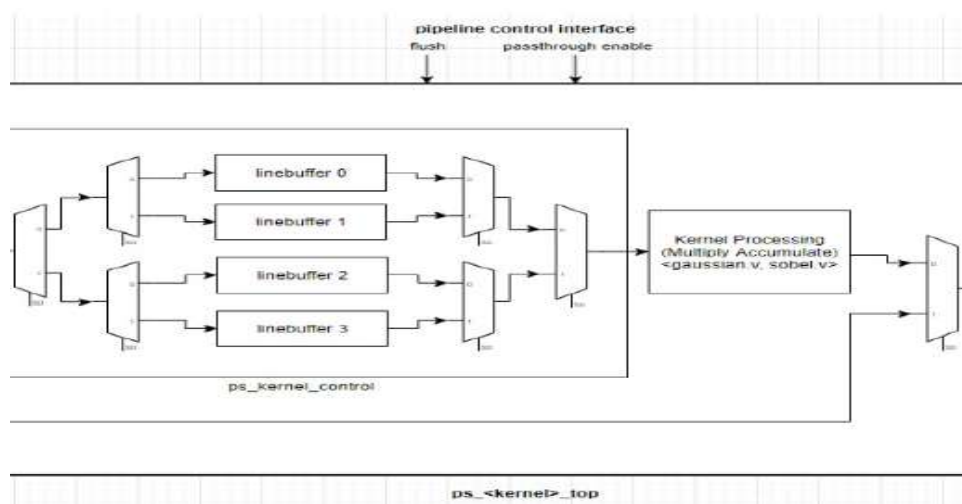 pipeline control interface
flush
passthrough enable
linebuffer 0
linebuffer 1
linebuffer 2
linebuffer 3
Kernel Processing
(Multiply Accumulate)
<gaussian.v, sobel.v>
ps_kernel_control
ps_<kernel>_top